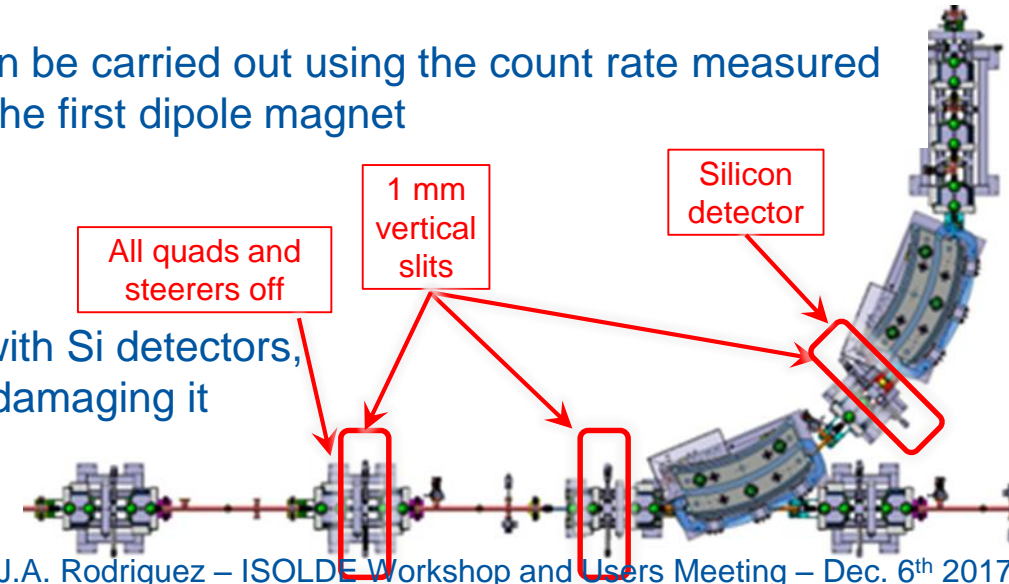 n be carried out using the count rate measured
he first dipole magnet
1 mm
vertical
slits
Silicon
detector
All quads and
steerers off
with Si detectors,
damaging it
J.A. Rodriguez – ISOLDE Workshop and Users Meeting – Dec. 6th 2017